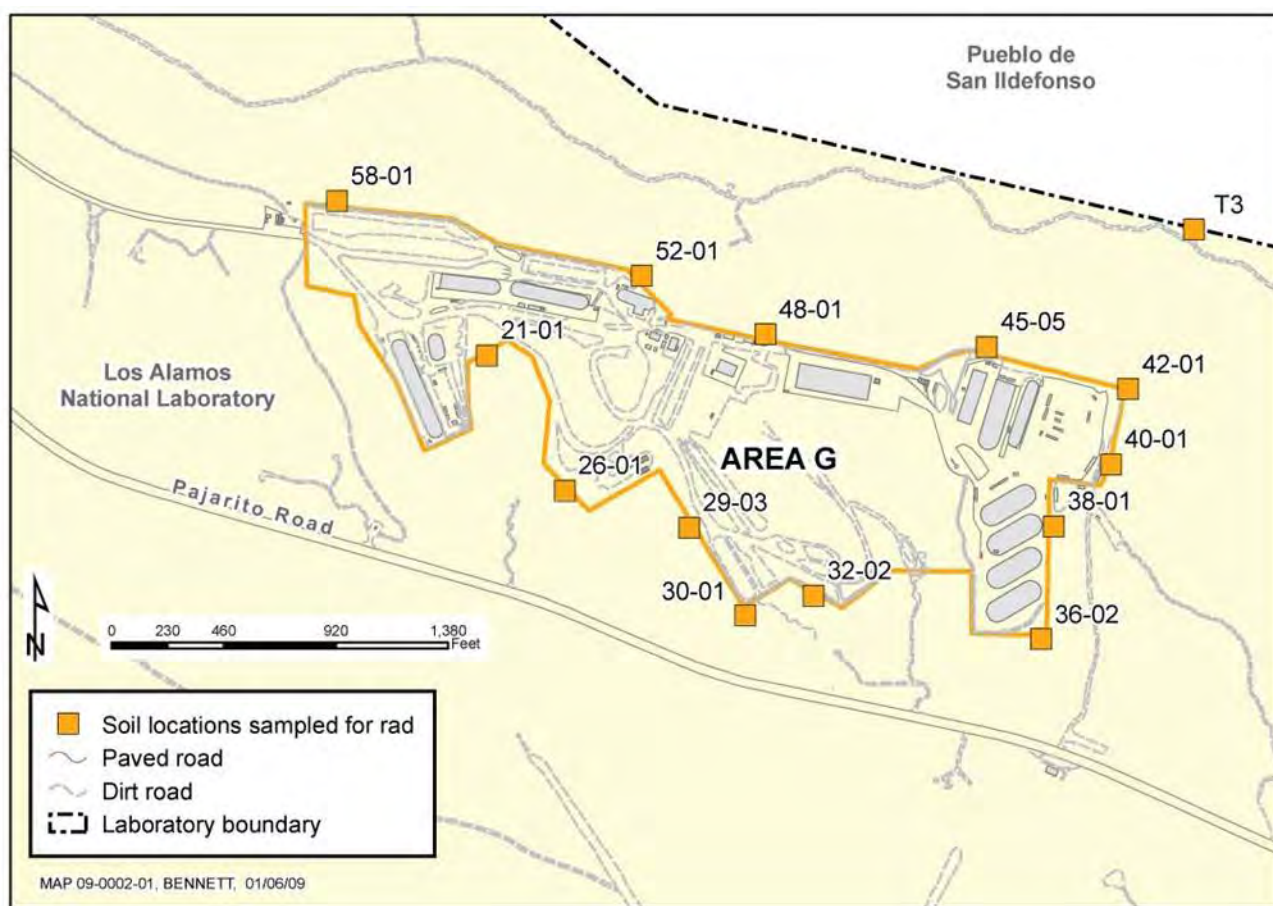 Pueblo de
San Ildefonso
58-01
T3
52-01
48-01
45-05
21-01
42-01
Los Alamos
National Laboratory
40-01
AREA G
26-01
38-01
29-03
Pajarito Road
32-02
30-01
36-02
N
0 230 460 920 1,380
Feet
Soil locations sampled for rad
Paved road
Dirt road
Laboratory boundary
MAP 09-0002-01, BENNETT, 01/06/09